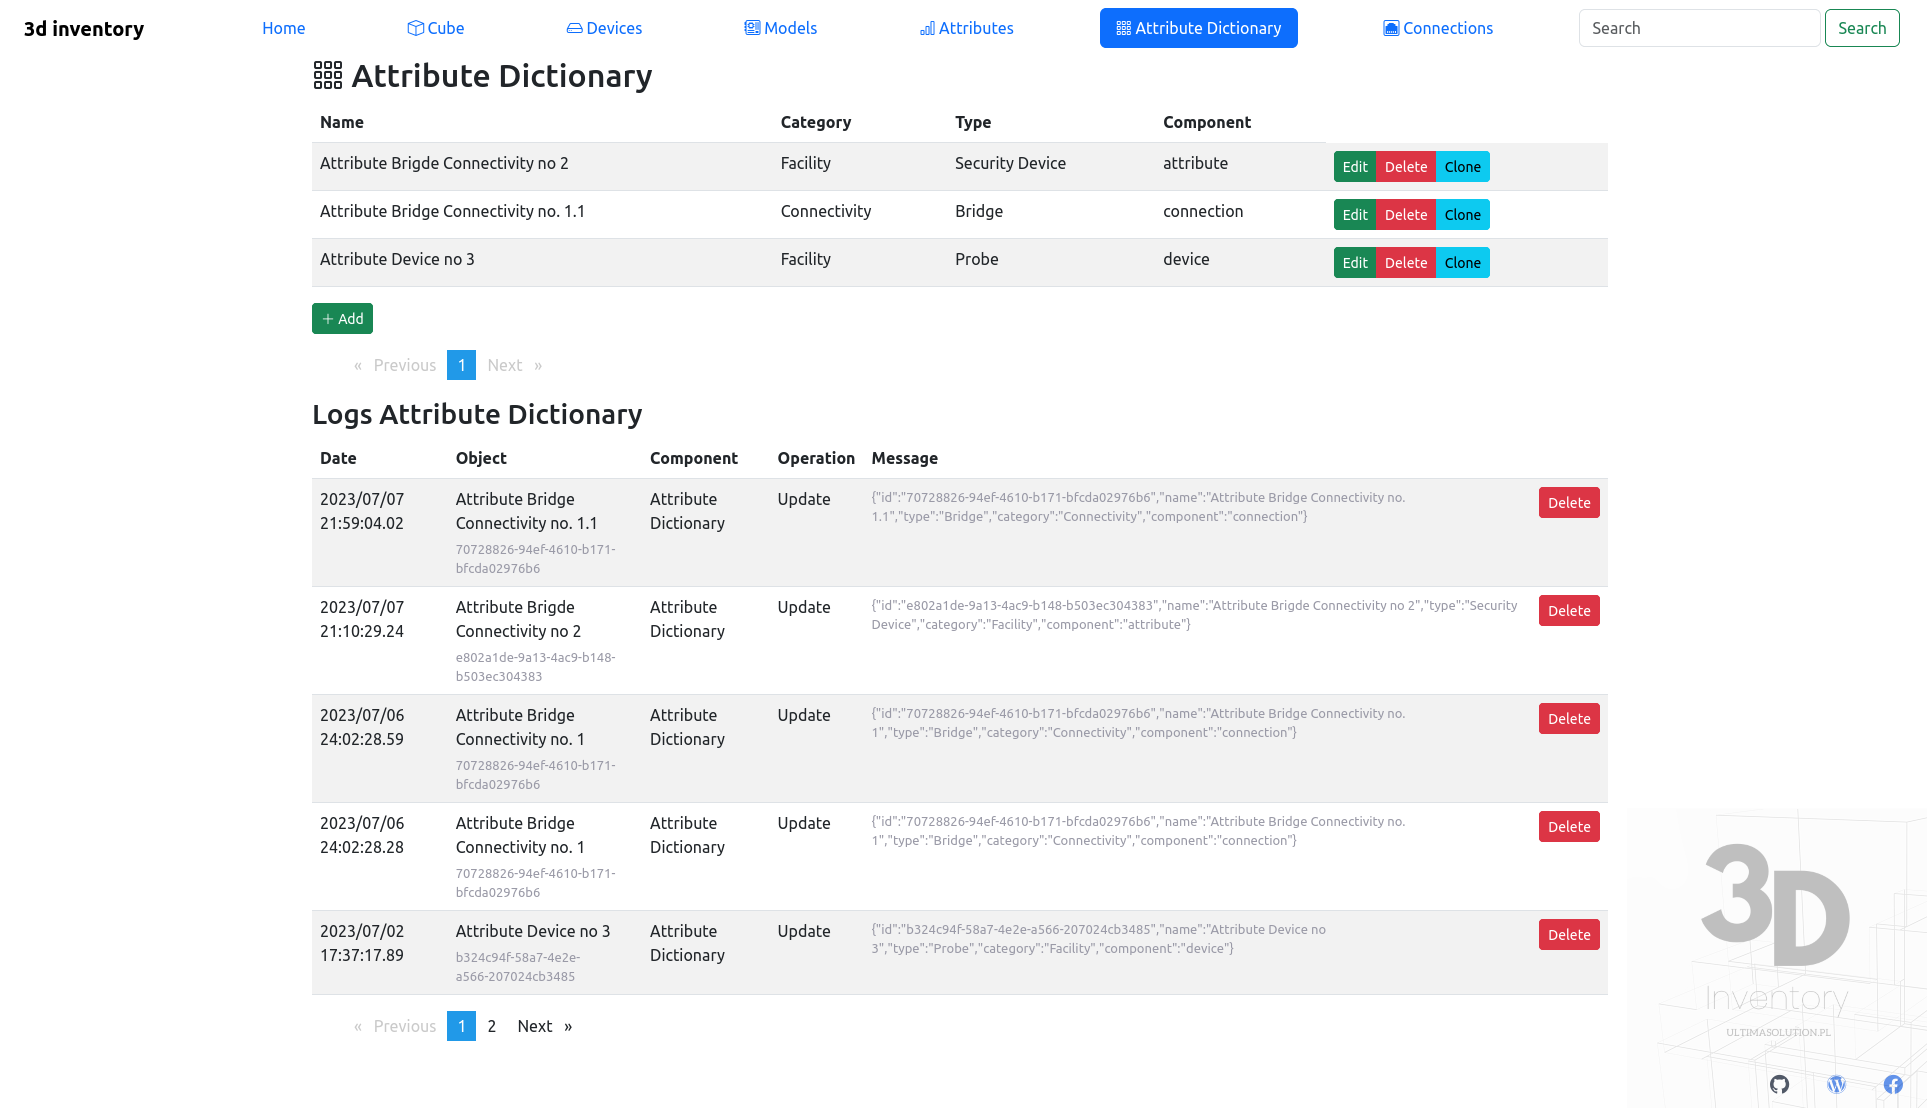 3d inventory Home Cube Devices Models Attributes Attribute Dictionary Connections Search Search
Attribute Dictionary
Name Category Type Component
Attribute Brigde Connectivity no 2 Facility Security Device attribute Edit Delete Clone
Attribute Bridge Connectivity no. 1.1 Connectivity Bridge connection Edit Delete Clone
Attribute Device no 3 Facility Probe device Edit Delete Clone
+ Add
« Previous 1 Next »
Logs Attribute Dictionary
Date Object Component Operation Message
2023/07/07 Attribute Bridge Attribute Update {"id":"70728826-94ef-4610-b171-bfcda02976b6","name":"Attribute Bridge Connectivity no. Delete
21:59:04.02 Connectivity no. 1.1 Dictionary 1.1","type":"Bridge","category":"Connectivity","component":"connection"}
70728826-94ef-4610-b171-
bfcda02976b6
2023/07/07 Attribute Brigde Attribute Update {"id":"e802a1de-9a13-4ac9-b148-b503ec304383","name":"Attribute Brigde Connectivity no 2","type":"Security Delete
21:10:29.24 Connectivity no 2 Dictionary Device","category":"Facility","component":"attribute"}
e802a1de-9a13-4ac9-b148-
b503ec304383
2023/07/06 Attribute Bridge Attribute Update {"id":"70728826-94ef-4610-b171-bfcda02976b6","name":"Attribute Bridge Connectivity no. Delete
24:02:28.59 Connectivity no. 1 Dictionary 1","type":"Bridge","category":"Connectivity","component":"connection"}
70728826-94ef-4610-b171-
bfcda02976b6
2023/07/06 Attribute Bridge Attribute Update {"id":"70728826-94ef-4610-b171-bfcda02976b6","name":"Attribute Bridge Connectivity no. Delete
24:02:28.28 Connectivity no. 1 Dictionary 1","type":"Bridge","category":"Connectivity","component":"connection"}
70728826-94ef-4610-b171-
bfcda02976b6
2023/07/02 Attribute Device no 3 Attribute Update {"id":"b324c94f-58a7-4e2e-a566-207024cb3485","name":"Attribute Device no Delete
17:37:17.89 Dictionary 3","type":"Probe","category":"Facility","component":"device"}
b324c94f-58a7-4e2e-
a566-207024cb3485
« Previous 1 2 Next »
3D
Inventory
ULTIMASOLUTION.PL